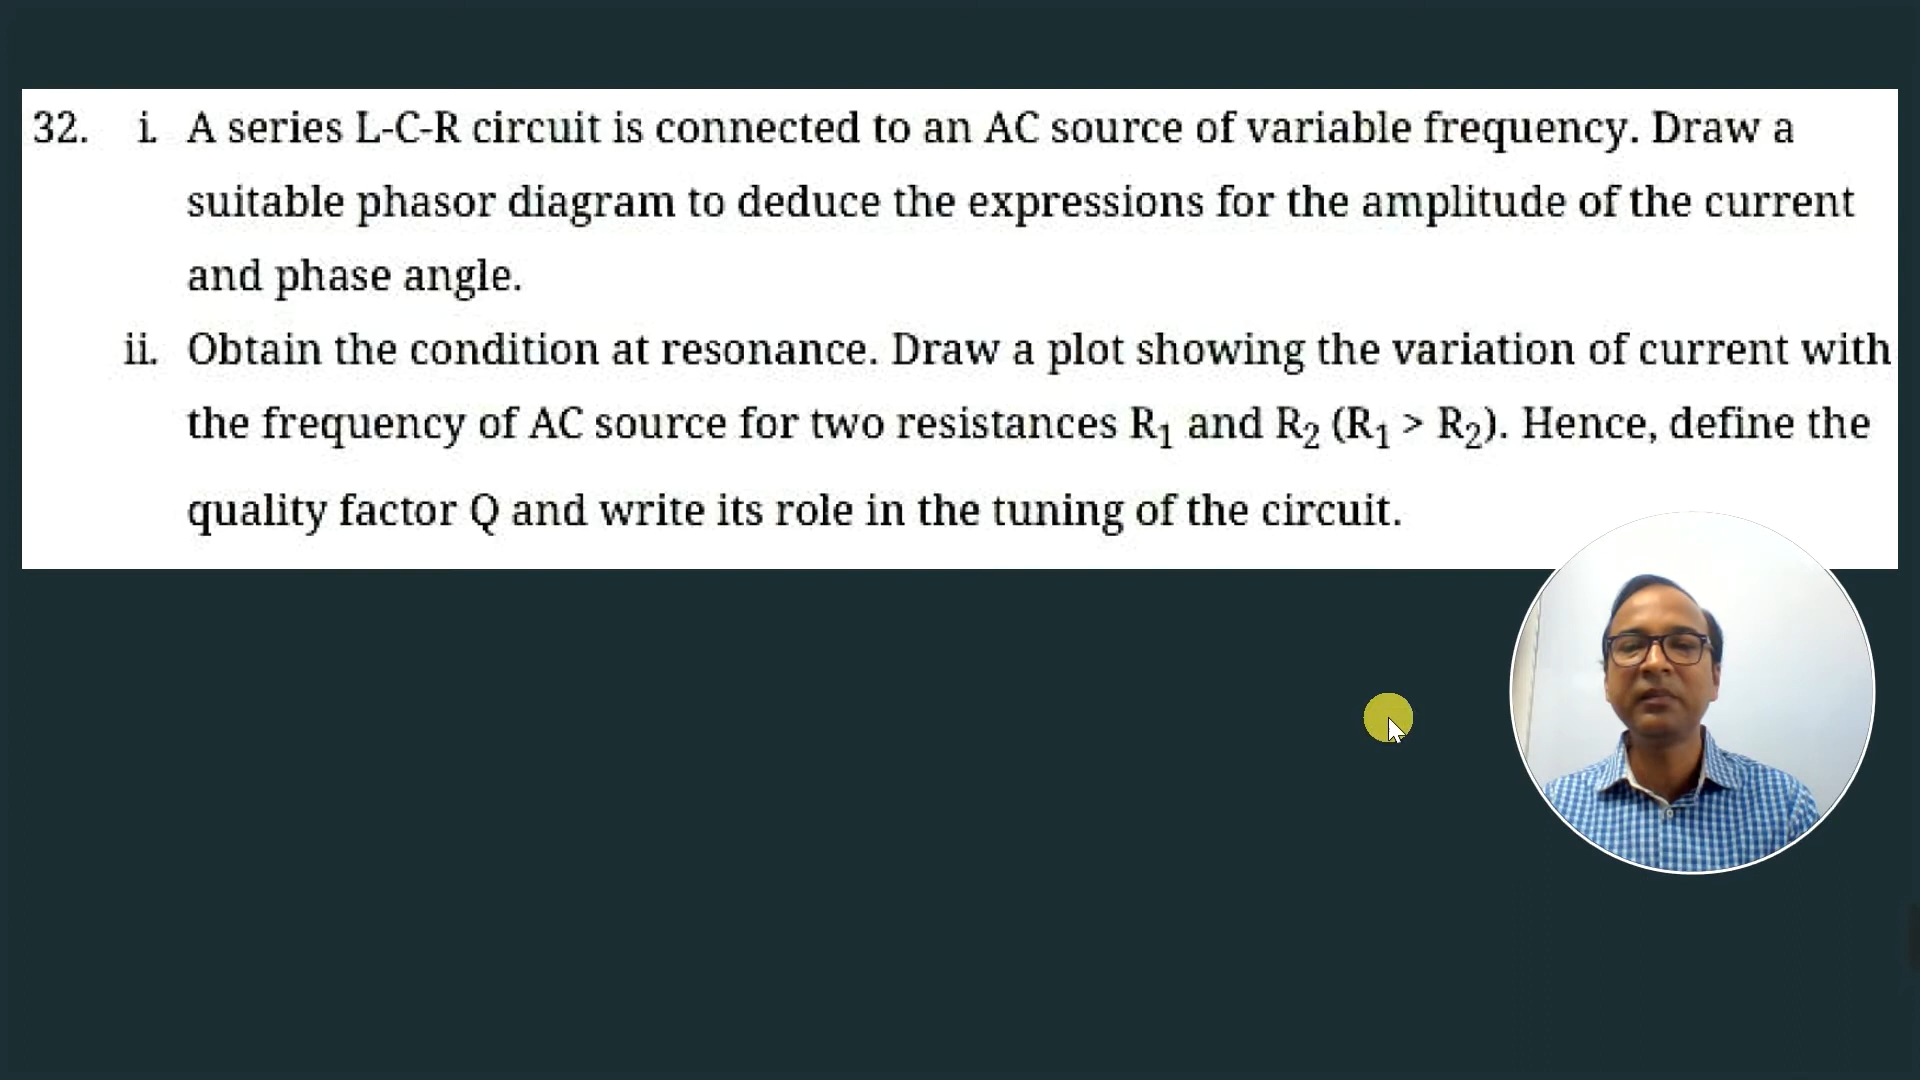 32. i. A series L-C-R circuit is connected to an AC source of variable frequency. Draw a
suitable phasor diagram to deduce the expressions for the amplitude of the current
and phase angle.
ii. Obtain the condition at resonance. Draw a plot showing the variation of current with
the frequency of AC source for two resistances R₁ and R₂ (R₁ > R₂). Hence, define the
quality factor Q and write its role in the tuning of the circuit.